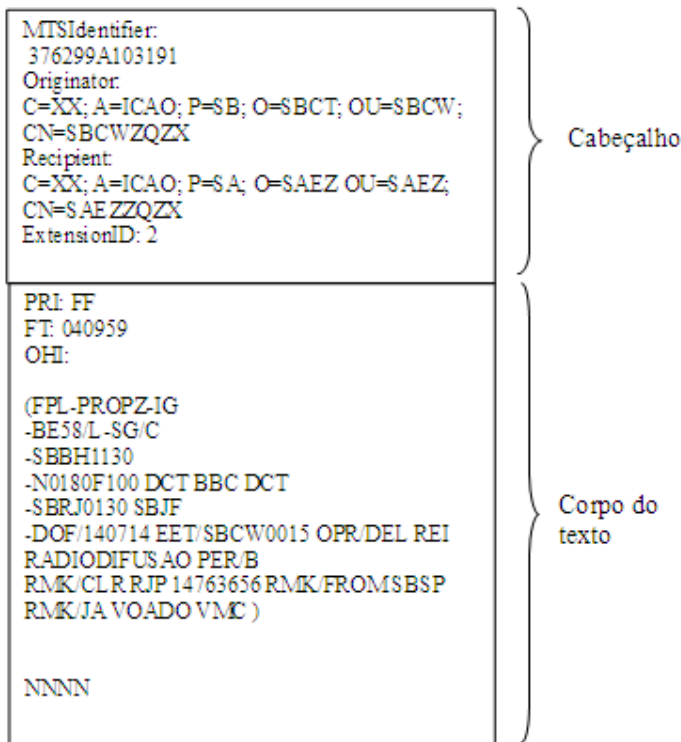 MTSIdentifier:
376299A103191
Originator:
C=XX; A=ICAO; P=SB; O=SBCT; OU=SBCW;
CN=SBCWZQZX
Recipient:
C=XX; A=ICAO; P=SA; O=SAEZ OU=SAEZ;
CN=SAEZZQZX
ExtensionID: 2
Cabeçalho
PRI: FF
FT: 040959
OHI:
(FPL-PROPZ-IG
-BE58/L-SG/C
-SBBH1130
-N0180F100 DCT BBC DCT
-SBRJ0130 SBJF
-DOF/140714 EET/SBCW0015 OPR/DEL REI
RADIODIFUSAO PER/B
RMK/CLR RJP 14763656 RMK/FROMSBSP
RMK/JA VOADO VMC )
NNNN
Corpo do
texto